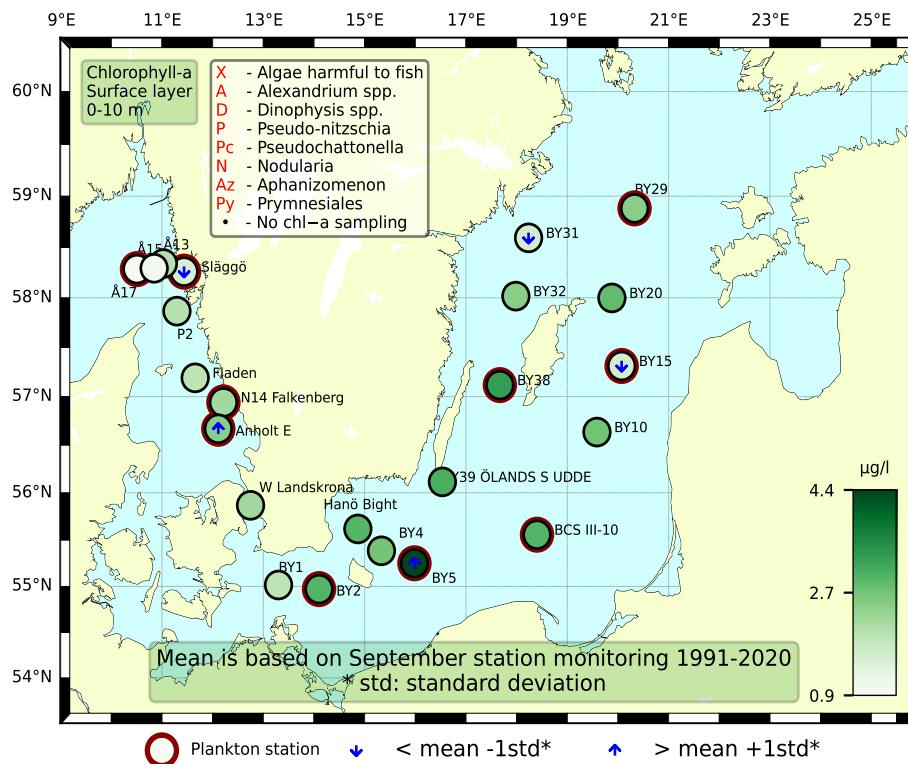 9°E 11°E 13°E 15°E 17°E 19°E 21°E 23°E 25°E
60°N
59°N
58°N
57°N
56°N
55°N
54°N
Chlorophyll-a
Surface layer
0-10 m
X - Algae harmful to fish
A - Alexandrium spp.
D - Dinophysis spp.
P - Pseudo-nitzschia
Pc - Pseudochattonella
N - Nodularia
Az - Aphanizomenon
Py - Prymnesiales
• - No chl−a sampling
BY29
BY31
Å15
Å13
Släggö
Å17
BY32
BY20
P2
BY15
Fladen
BY38
N14 Falkenberg
Anholt E
BY10
Y39 ÖLANDS S UDDE
W Landskrona
Hanö Bight
BY4
BCS III-10
BY1
BY5
BY2
µg/l
4.4
2.7
0.9
Mean is based on September station monitoring 1991-2020
* std: standard deviation
Plankton station < mean -1std* > mean +1std*